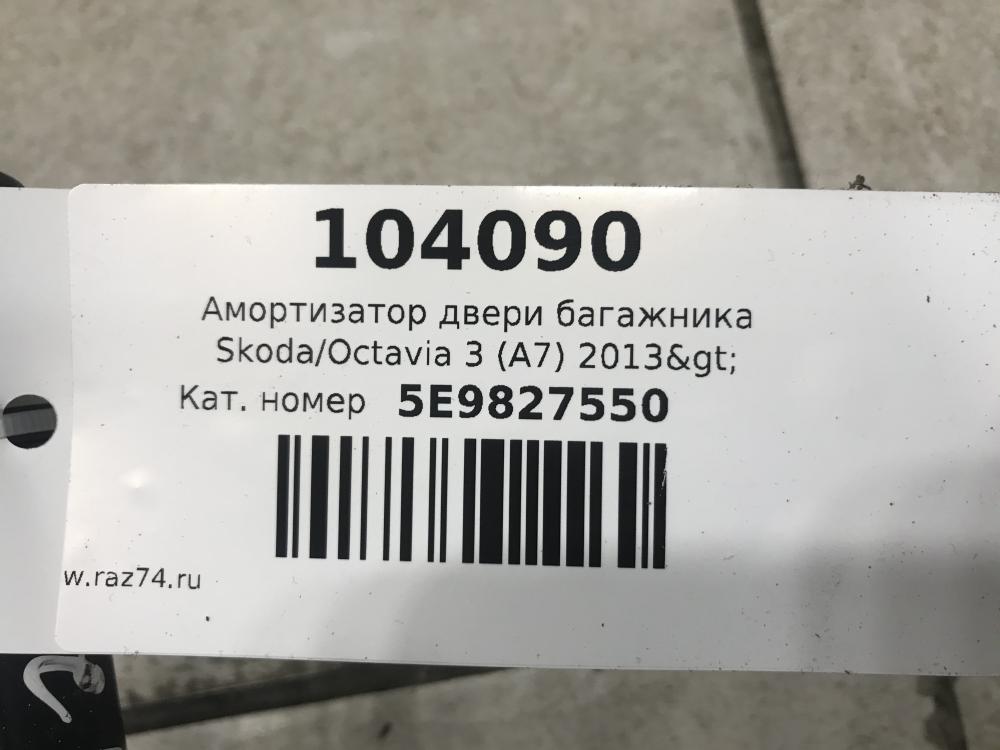 104090
Амортизатор двери багажника
Skoda/Octavia 3 (A7) 2013&gt;
Кат. номер 5E9827550
w.raz74.ru